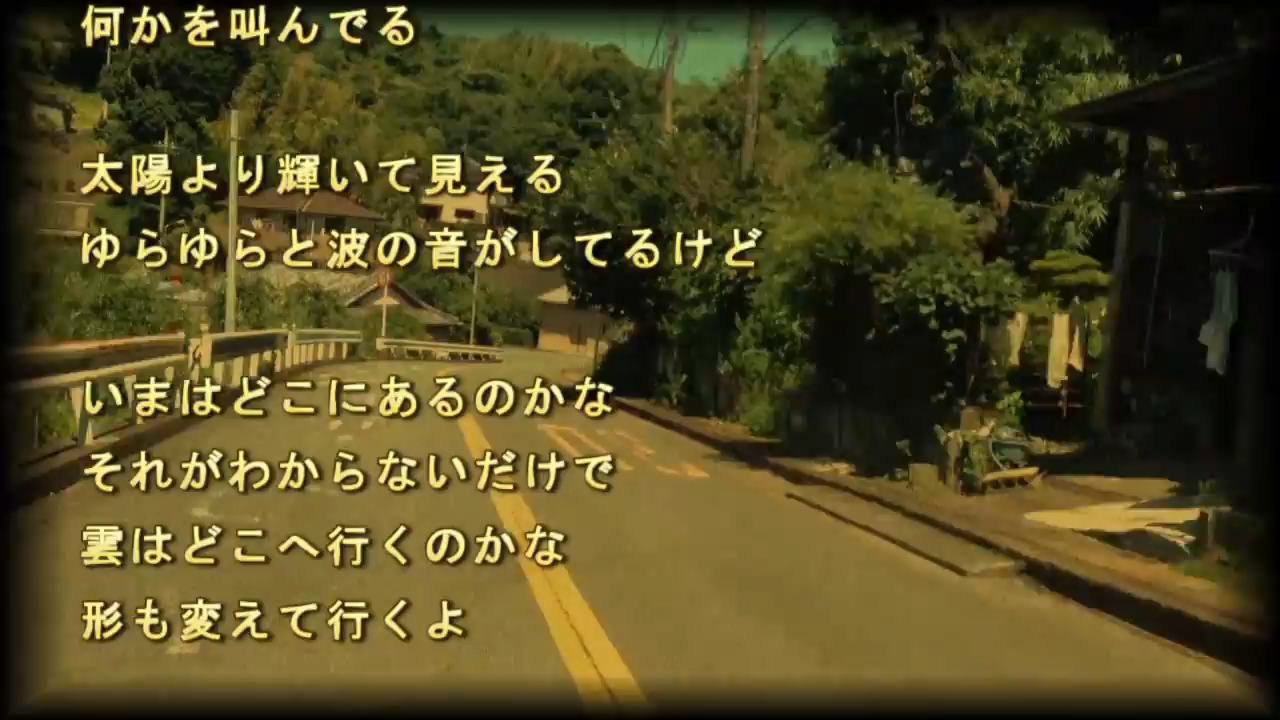 何かを叫んでる
太陽より輝いて見える
ゆらゆらと波の音がしてるけど
いまはどこにあるのかな
それがわからないだけで
雲はどこへ行くのかな
形も変えて行くよ